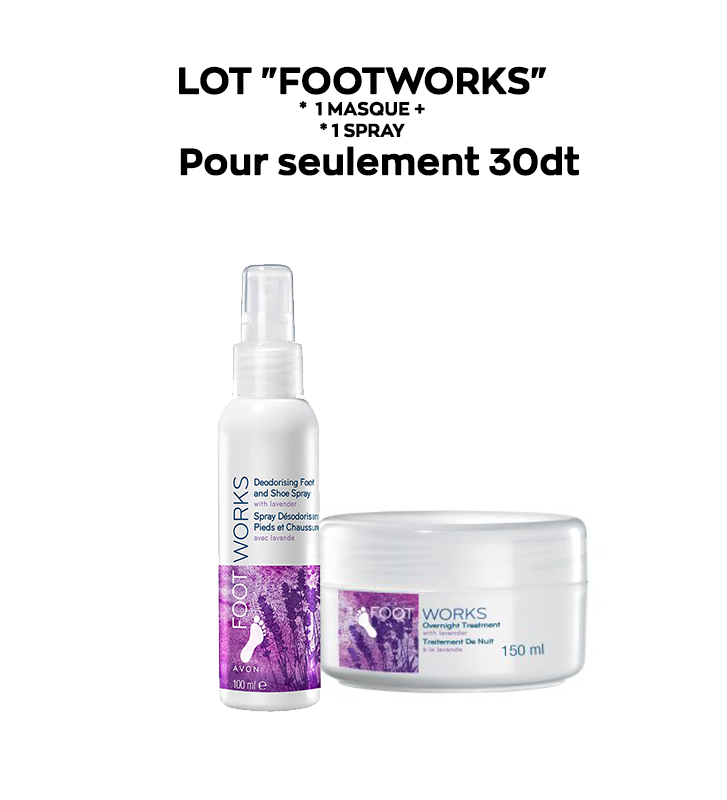 LOT "FOOTWORKS"
* 1 MASQUE +
* 1 SPRAY
Pour seulement 30dt
FOOT WORKS
Deodorising Foot
and Shoe Spray
with lavender
Spray Désodorisan
Pieds et Chaussure
avec lavande
AVON
100 ml e
FOOT WORKS
Overnight Treatment
with lavender
Traitement De Nuit
à la lavande
150 ml